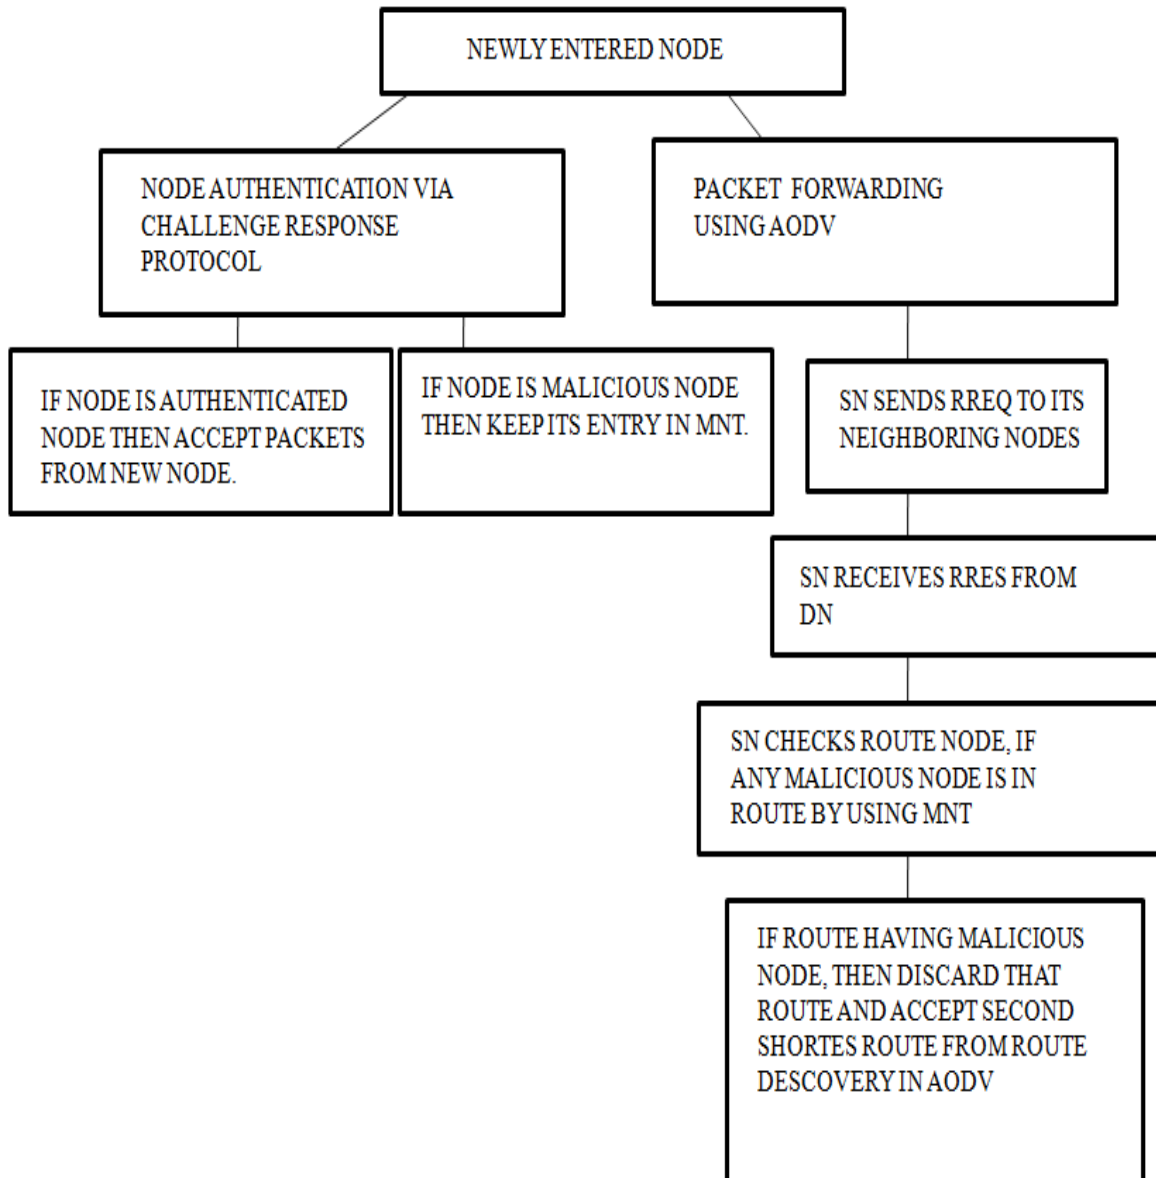 NEWLY ENTERED NODE
NODE AUTHENTICATION VIA
CHALLENGE RESPONSE
PROTOCOL
PACKET FORWARDING
USING AODV
IF NODE IS AUTHENTICATED
NODE THEN ACCEPT PACKETS
FROM NEW NODE.
IF NODE IS MALICIOUS NODE
THEN KEEP ITS ENTRY IN MNT.
SN SENDS RREQ TO ITS
NEIGHBORING NODES
SN RECEIVES RRES FROM
DN
SN CHECKS ROUTE NODE, IF
ANY MALICIOUS NODE IS IN
ROUTE BY USING MNT
IF ROUTE HAVING MALICIOUS
NODE, THEN DISCARD THAT
ROUTE AND ACCEPT SECOND
SHORTES ROUTE FROM ROUTE
DESCOVERY IN AODV